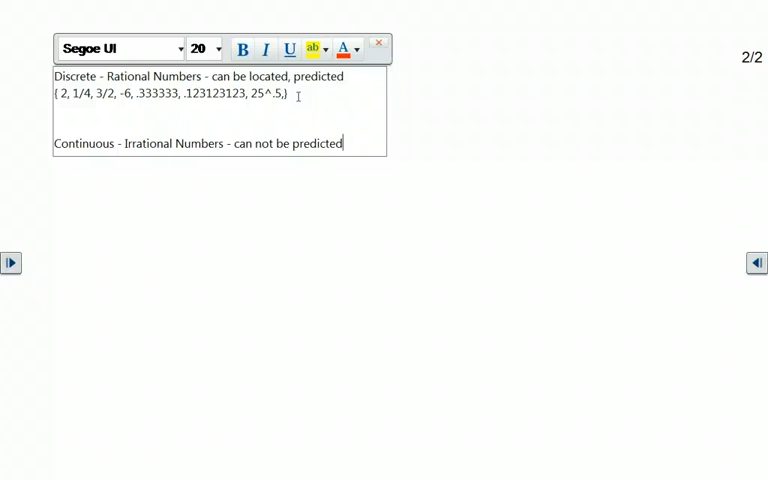 Segoe UI 20 B I U ab A
2/2
Discrete - Rational Numbers - can be located, predicted
{ 2, 1/4, 3/2, -6, .333333, .123123123, 25^.5,}
Continuous - Irrational Numbers - can not be predicted